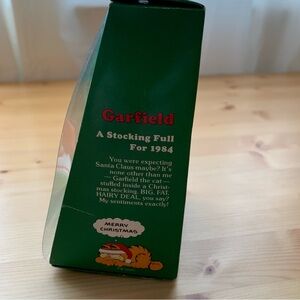 Garfield
A Stocking Full
For 1984
You were expecting
Santa Claus maybe? It's
none other than me
— Garfield the cat —
stuffed inside a Christ-
mas stocking. BIG, FAT,
HAIRY DEAL, you say?
My sentiments exactly!
MERRY
CHRISTMAS